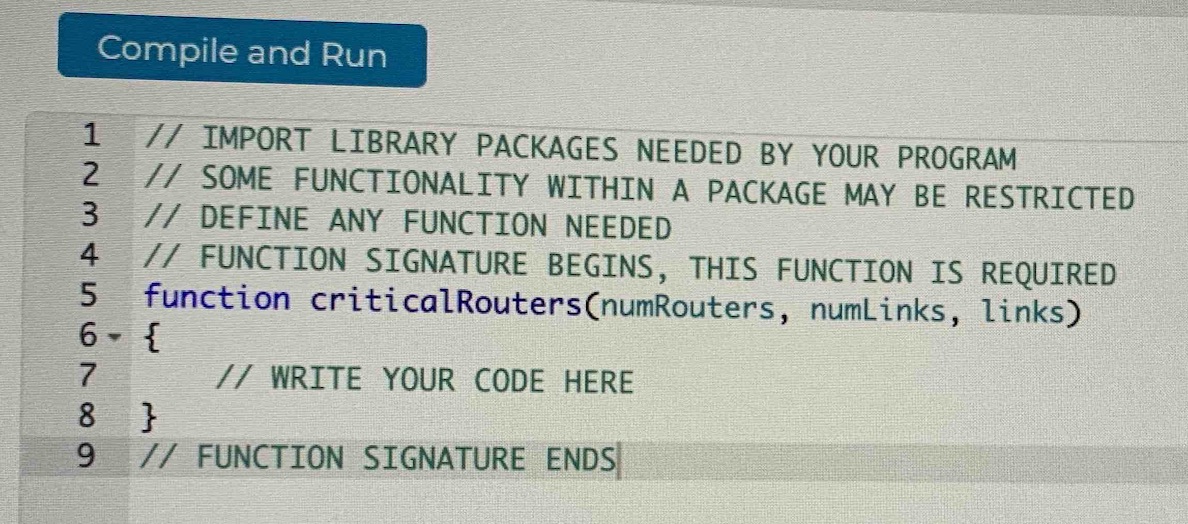 Compile and Run
1 // IMPORT LIBRARY PACKAGES NEEDED BY YOUR PROGRAM
2 // SOME FUNCTIONALITY WITHIN A PACKAGE MAY BE RESTRICTED
3 // DEFINE ANY FUNCTION NEEDED
4 // FUNCTION SIGNATURE BEGINS, THIS FUNCTION IS REQUIRED
5 function criticalRouters(numRouters, numLinks, links)
6 {
7 // WRITE YOUR CODE HERE
8 }
9 // FUNCTION SIGNATURE ENDS